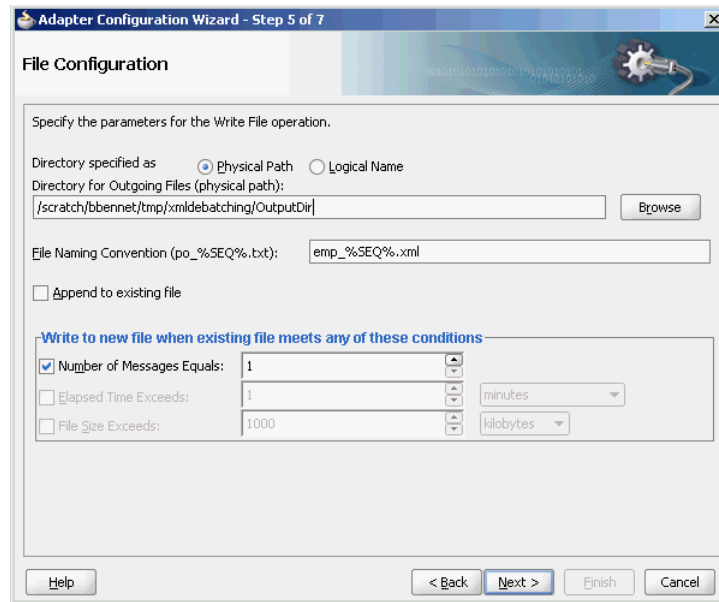 Adapter Configuration Wizard - Step 5 of 7
File Configuration
Specify the parameters for the Write File operation.
Directory specified as Physical Path Logical Name
Directory for Outgoing Files (physical path):
/scratch/bbennet/tmp/xmldebatching/OutputDir
Browse
File Naming Convention (po_%SEQ%.txt): emp_%SEQ%.xml
Append to existing file
Write to new file when existing file meets any of these conditions
Number of Messages Equals: 1
Elapsed Time Exceeds: 1 minutes
File Size Exceeds: 1000 kilobytes
Help < Back Next > Finish Cancel